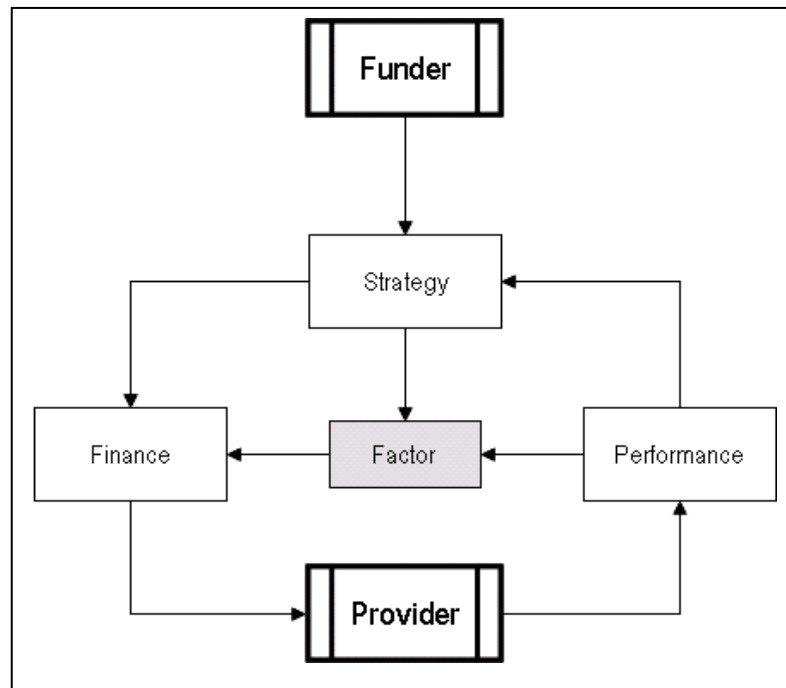 Funder
Strategy
Finance
Factor
Performance
Provider